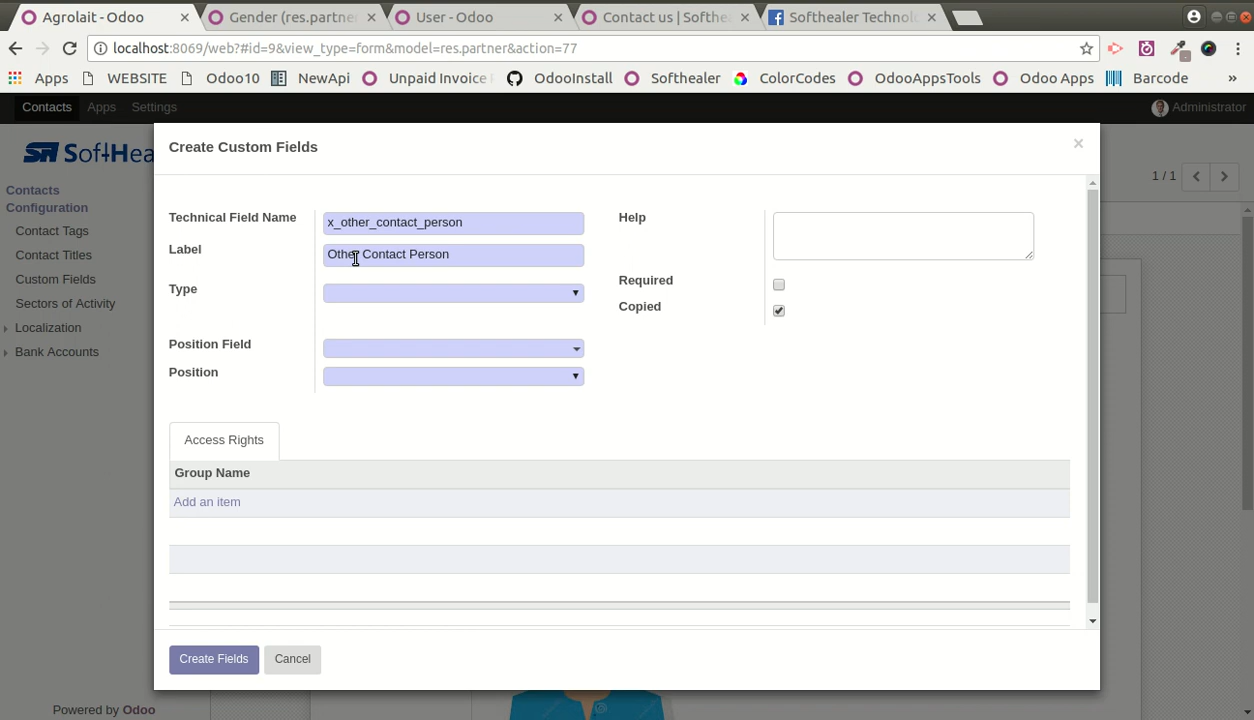 Agrolait - Odoo
Gender (res.partne
User - Odoo
Contact us | Softhea
Softhealer Technol
localhost:8069/web?#id=9&view_type=form&model=res.partner&action=77
Apps
WEBSITE
Odoo10
NewApi
Unpaid Invoice
OdooInstall
Softhealer
ColorCodes
OdooAppsTools
Odoo Apps
Barcode
»
Contacts
Apps
Settings
Administrator
SoftHea
Create Custom Fields
×
1 / 1
Contacts
Configuration
Contact Tags
Contact Titles
Custom Fields
Sectors of Activity
Localization
Bank Accounts
Technical Field Name
x_other_contact_person
Help
Label
Other Contact Person
Type
Required
Copied
Position Field
Position
Access Rights
Group Name
Add an item
Create Fields
Cancel
Powered by Odoo